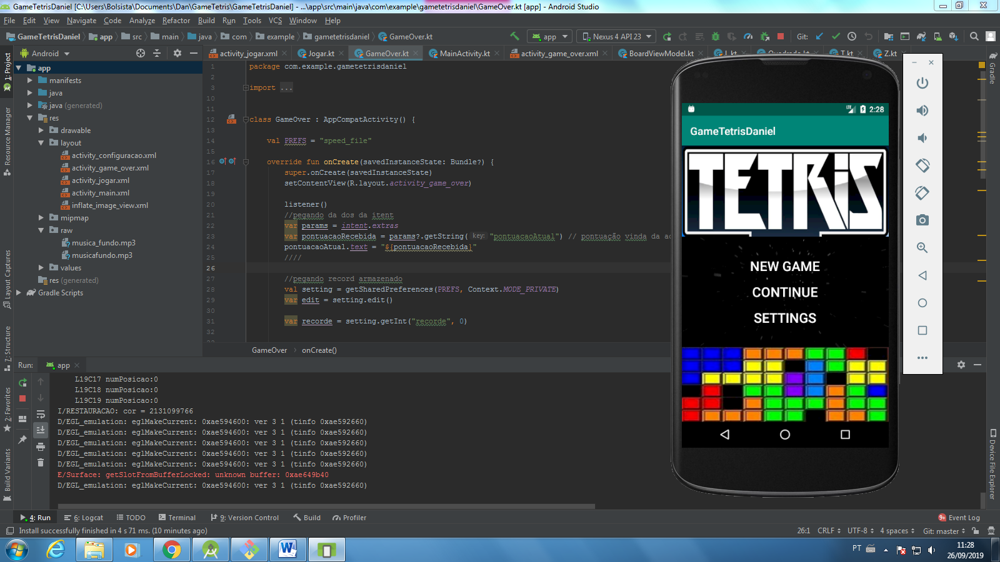 GameTetrisDaniel [C:\Users\Bolsista\Documents\Dan\GameTetris\GameTetrisDaniel] - ...\app\src\main\java\com\example\gametetrisdaniel\GameOver.kt [app] - Android Studio
File Edit View Navigate Code Analyze Refactor Build Run Tools VCS Window Help
GameTetrisDaniel app src main java com example gametetrisdaniel GameOver.kt
app Nexus 4 API 23 Git:
Android
activity_jogar.xml Jogar.kt GameOver.kt MainActivity.kt activity_game_over.xml BoardViewModel.kt J.kt T.kt Z.kt
1: Project
Resource Manager
Layout Captures
7: Structure
2: Favorites
Build Variants
app
manifests
java
java (generated)
res
drawable
layout
activity_configuracao.xml
activity_game_over.xml
activity_jogar.xml
activity_main.xml
inflate_image_view.xml
mipmap
raw
musica_fundo.mp3
musicafundo.mp3
values
res (generated)
Gradle Scripts
1 package com.example.gametetrisdaniel
2
3 import ...
10
11
12 class GameOver : AppCompatActivity() {
13
14 val PREFS = "speed_file"
15
16 override fun onCreate(savedInstanceState: Bundle?) {
17 super.onCreate(savedInstanceState)
18 setContentView(R.layout.activity_game_over)
19
20 listener()
21 //pegando da dos da itent
22 var params = intent.extras
23 var pontuacaoRecebida = params?.getString( key: "pontuacaoAtual") // pontuação vinda da ac
24 pontuacaoAtual.text = "${pontuacaoRecebida}"
25 ////
26
27 //pegando record armazenado
28 val setting = getSharedPreferences(PREFS, Context.MODE_PRIVATE)
29 var edit = setting.edit()
30
31 var recorde = setting.getInt("recorde", 0)
32
GameOver onCreate()
Run: app
L19C17 numPosicao:0
L19C18 numPosicao:0
L19C19 numPosicao:0
I/RESTAURACAO: cor = 2131099766
D/EGL_emulation: eglMakeCurrent: 0xae594600: ver 3 1 (tinfo 0xae592660)
D/EGL_emulation: eglMakeCurrent: 0xae594600: ver 3 1 (tinfo 0xae592660)
D/EGL_emulation: eglMakeCurrent: 0xae594600: ver 3 1 (tinfo 0xae592660)
D/EGL_emulation: eglMakeCurrent: 0xae594600: ver 3 1 (tinfo 0xae592660)
D/EGL_emulation: eglMakeCurrent: 0xae594600: ver 3 1 (tinfo 0xae592660)
E/Surface: getSlotFromBufferLocked: unknown buffer: 0xae649b40
D/EGL_emulation: eglMakeCurrent: 0xae594600: ver 3 1 (tinfo 0xae592660)
LTE 2:28
GameTetrisDaniel
TETRIS
NEW GAME
CONTINUE
SETTINGS
Gradle
Device File Explorer
4: Run 6: Logcat TODO Terminal 9: Version Control Build Profiler 9+ Event Log
Install successfully finished in 4 s 71 ms. (10 minutes ago) 26:1 CRLF UTF-8 4 spaces Git: master
PT 11:28
26/09/2019